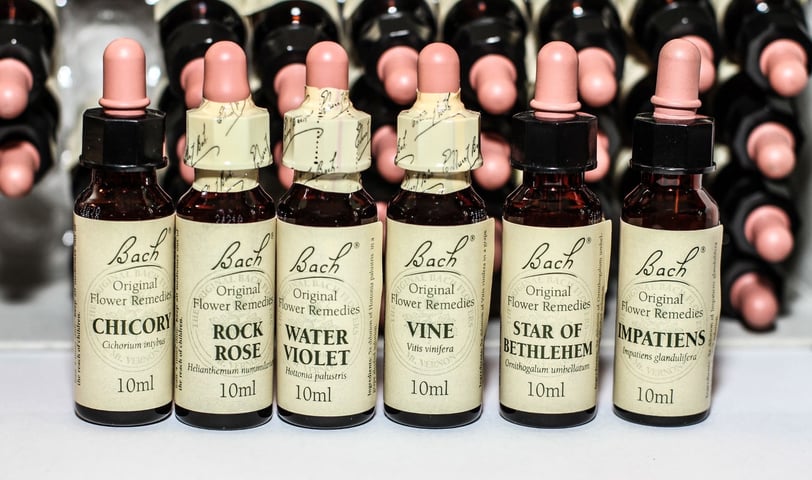 Bach®
Original
Flower Remedies
CHICORY
Cichorium intybus
10ml
Bach®
Original
Flower Remedies
ROCK
ROSE
Helianthemum
10ml
Bach®
Original
Flower Remedies
WATER
VIOLET
Hottonia palustris
10ml
Bach®
Original
Flower Remedies
VINE
Vitis vinifera
10ml
Bach®
Original
Flower Remedies
STAR OF
BETHLEHEM
Ornithogalum umbellatum
10ml
Bach®
Original
Flower Remedies
IMPATIENS
Impatiens glandulifera
10ml